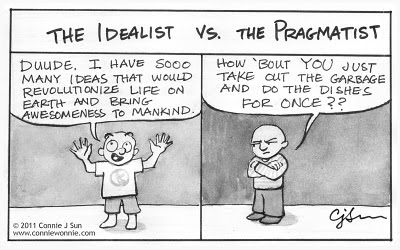 THE IDEALIST VS. THE PRAGMATIST
DUUDE. I HAVE SOOO
MANY IDEAS THAT WOULD
REVOLUTIONIZE LIFE ON
EARTH AND BRING
AWESOMENESS TO MANKIND.
HOW 'BOUT YOU JUST
TAKE OUT THE GARBAGE
AND DO THE DISHES
FOR ONCE??
© 2011 Connie J Sun
www.conniewonnie.com